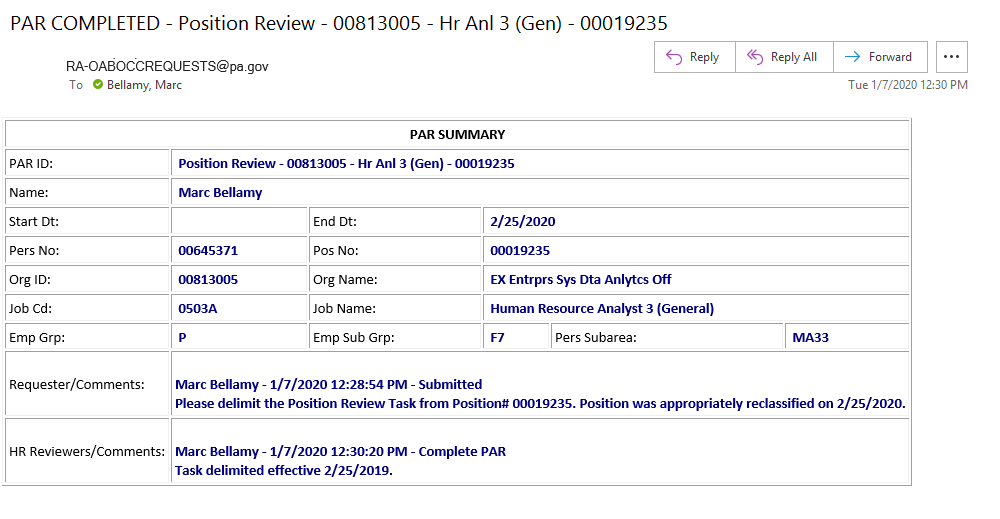 PAR COMPLETED - Position Review - 00813005 - Hr Anl 3 (Gen) - 00019235
Reply Reply All Forward ...
RA-OABOCCREQUESTS@pa.gov
To Bellamy, Marc
Tue 1/7/2020 12:30 PM
PAR SUMMARY
PAR ID: Position Review - 00813005 - Hr Anl 3 (Gen) - 00019235
Name: Marc Bellamy
Start Dt: End Dt: 2/25/2020
Pers No: 00645371 Pos No: 00019235
Org ID: 00813005 Org Name: EX Entrprs Sys Dta Anlytcs Off
Job Cd: 0503A Job Name: Human Resource Analyst 3 (General)
Emp Grp: P Emp Sub Grp: F7 Pers Subarea: MA33
Requester/Comments: Marc Bellamy - 1/7/2020 12:28:54 PM - Submitted
Please delimit the Position Review Task from Position# 00019235. Position was appropriately reclassified on 2/25/2020.
HR Reviewers/Comments: Marc Bellamy - 1/7/2020 12:30:20 PM - Complete PAR
Task delimited effective 2/25/2019.